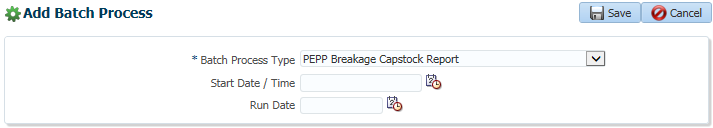 Add Batch Process Save Cancel
* Batch Process Type PEPP Breakage Capstock Report
Start Date / Time
Run Date